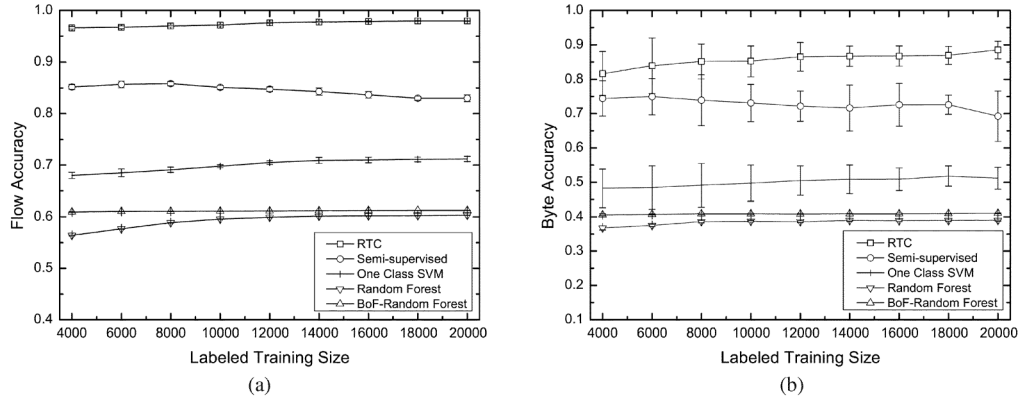 1.0
0.9
0.8
0.7
0.6
0.5
0.4
Flow Accuracy
RTC
Semi-supervised
One Class SVM
Random Forest
BoF-Random Forest
4000 6000 8000 10000 12000 14000 16000 18000 20000
Labeled Training Size
(a)
1.0
0.9
0.8
0.7
0.6
0.5
0.4
0.3
0.2
0.1
Byte Accuracy
RTC
Semi-supervised
One Class SVM
Random Forest
BoF-Random Forest
4000 6000 8000 10000 12000 14000 16000 18000 20000
Labeled Training Size
(b)